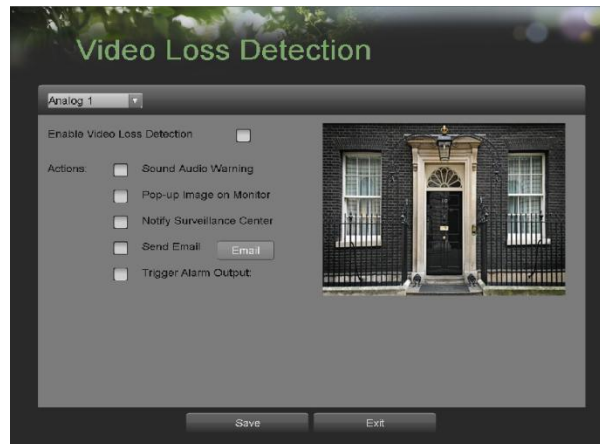 Video Loss Detection
Analog 1
Enable Video Loss Detection
Actions:
Sound Audio Warning
Pop-up Image on Monitor
Notify Surveillance Center
Send Email
Email
Trigger Alarm Output:
Save
Exit